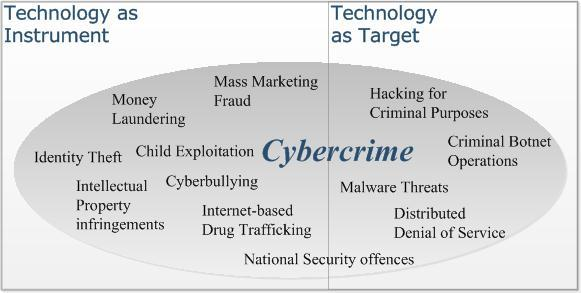 Technology as
Instrument
Technology
as Target
Mass Marketing
Fraud
Money
Laundering
Hacking for
Criminal Purposes
Identity Theft
Child Exploitation
Cybercrime
Criminal Botnet
Operations
Intellectual
Property
infringements
Cyberbullying
Malware Threats
Internet-based
Drug Trafficking
Distributed
Denial of Service
National Security offences